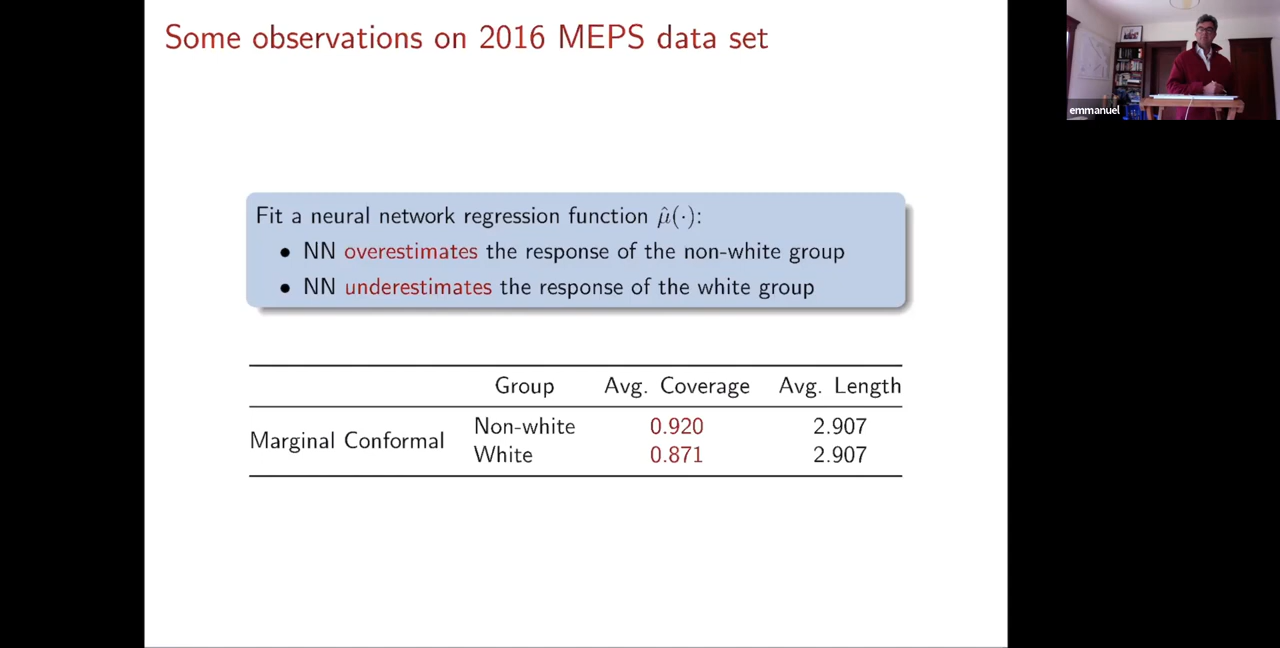 Some observations on 2016 MEPS data set
emmanuel
Fit a neural network regression function μ̂(·):
• NN overestimates the response of the non-white group
• NN underestimates the response of the white group
Group Avg. Coverage Avg. Length
Marginal Conformal
Non-white 0.920 2.907
White 0.871 2.907